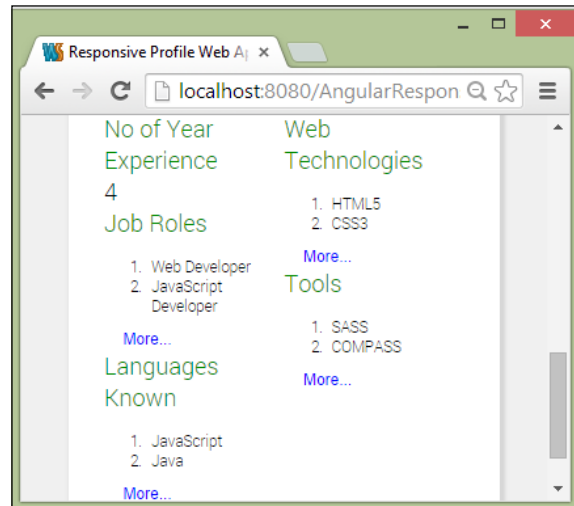 Responsive Profile Web Ap
localhost:8080/AngularRespon
No of Year
Experience
4
Job Roles
1. Web Developer
2. JavaScript
Developer
More...
Languages
Known
1. JavaScript
2. Java
More...
Web
Technologies
1. HTML5
2. CSS3
More...
Tools
1. SASS
2. COMPASS
More...